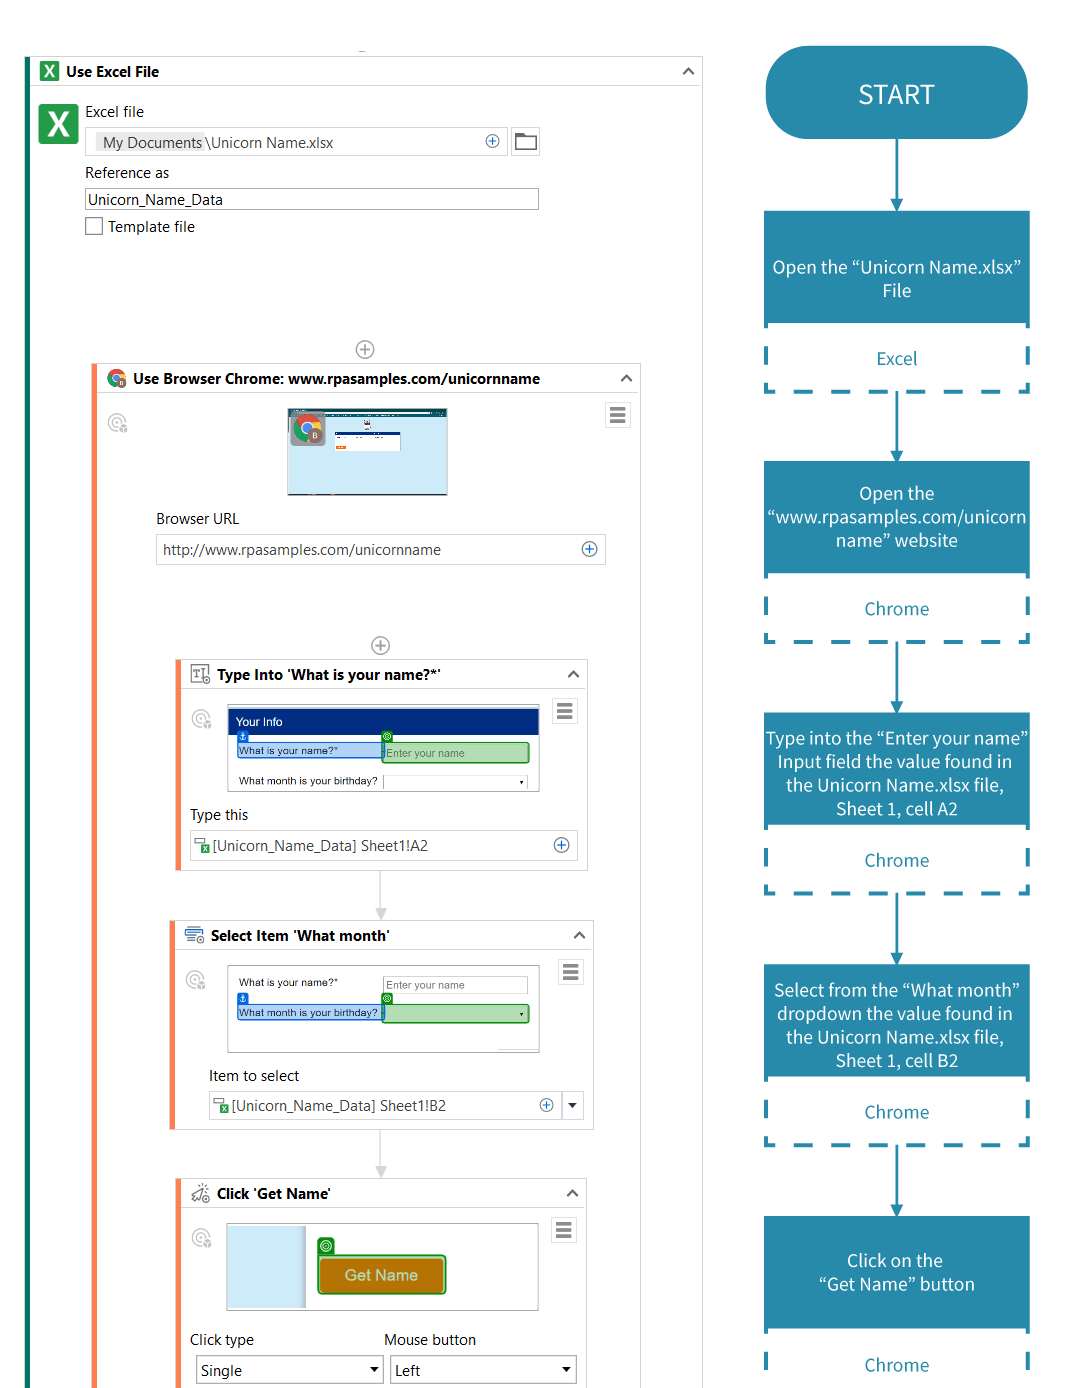 Use Excel File
Excel file
My Documents\Unicorn Name.xlsx
Reference as
Unicorn_Name_Data
Template file
Use Browser Chrome: www.rpasamples.com/unicornname
Browser URL
http://www.rpasamples.com/unicornname
Type Into 'What is your name?*'
Your Info
What is your name?*
Enter your name
What month is your birthday?
Type this
[Unicorn_Name_Data] Sheet1!A2
Select Item 'What month'
What is your name?*
Enter your name
What month is your birthday?
Item to select
[Unicorn_Name_Data] Sheet1!B2
Click 'Get Name'
Get Name
Click type
Mouse button
Single
Left
START
Open the “Unicorn Name.xlsx”
File
Excel
Open the
“www.rpasamples.com/unicorn
name” website
Chrome
Type into the “Enter your name”
Input field the value found in
the Unicorn Name.xlsx file,
Sheet 1, cell A2
Chrome
Select from the “What month”
dropdown the value found in
the Unicorn Name.xlsx file,
Sheet 1, cell B2
Chrome
Click on the
“Get Name” button
Chrome